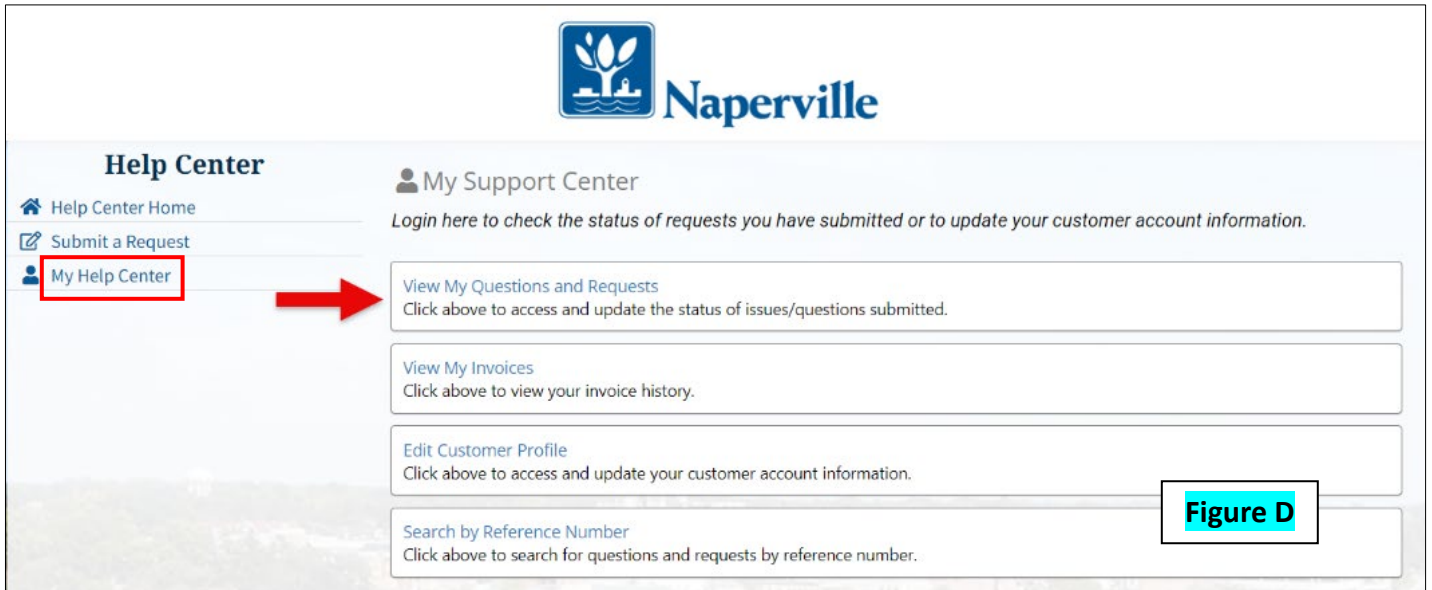 Naperville
Help Center
Help Center Home
Submit a Request
My Help Center
My Support Center
Login here to check the status of requests you have submitted or to update your customer account information.
View My Questions and Requests
Click above to access and update the status of issues/questions submitted.
View My Invoices
Click above to view your invoice history.
Edit Customer Profile
Click above to access and update your customer account information.
Search by Reference Number
Click above to search for questions and requests by reference number.
Figure D